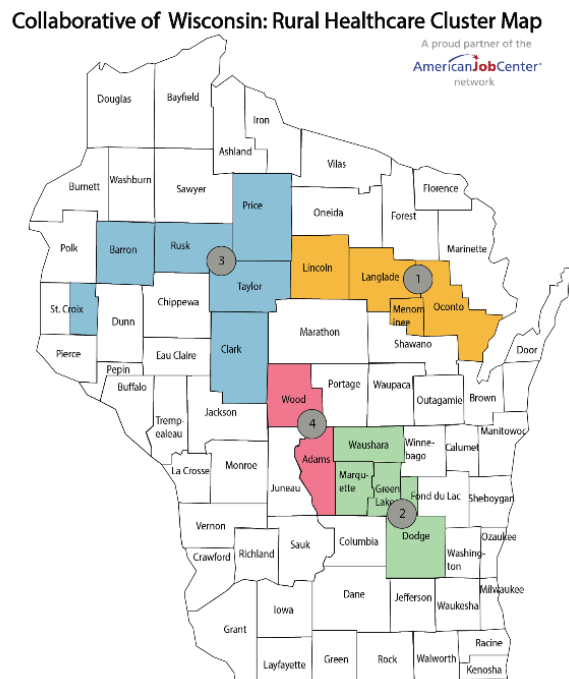 Collaborative of Wisconsin: Rural Healthcare Cluster Map
A proud partner of the
AmericanJobCenter
network
Douglas
Bayfield
Iron
Ashland
Vilas
Burnett
Washburn
Sawyer
Price
Oneida
Forest
Florence
Marinette
Polk
Barron
Rusk
3
Taylor
Lincoln
Langlade
1
Oconto
Menom
inee
St. Croix
Dunn
Chippewa
Marathon
Shawano
Door
Pierce
Pepin
Eau Claire
Clark
Buffalo
Wood
Portage
Waupaca
Outagamie
Brown
Tremp-
ealeau
Jackson
4
Waushara
Winne-
bago
Calumet
Manitowoc
La Crosse
Monroe
Juneau
Adams
Marqu-
ette
Green
Lake
Fond du Lac
Sheboygan
2
Vernon
Crawford
Richland
Sauk
Columbia
Dodge
Washing-
ton
Ozaukee
Milwaukee
Grant
Iowa
Dane
Jefferson
Waukesha
Layfayette
Green
Rock
Walworth
Racine
Kenosha